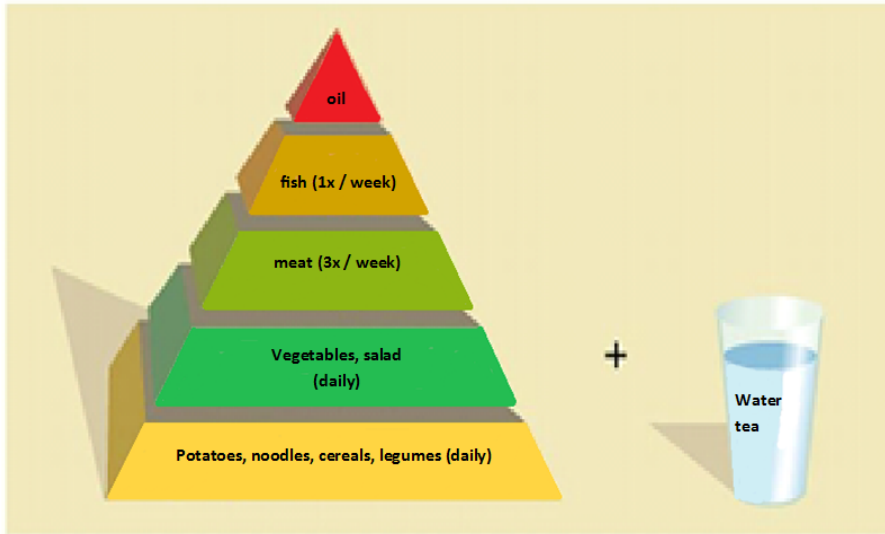 oil
fish (1x / week)
meat (3x / week)
Vegetables, salad
(daily)
Potatoes, noodles, cereals, legumes (daily)
+
Water
tea